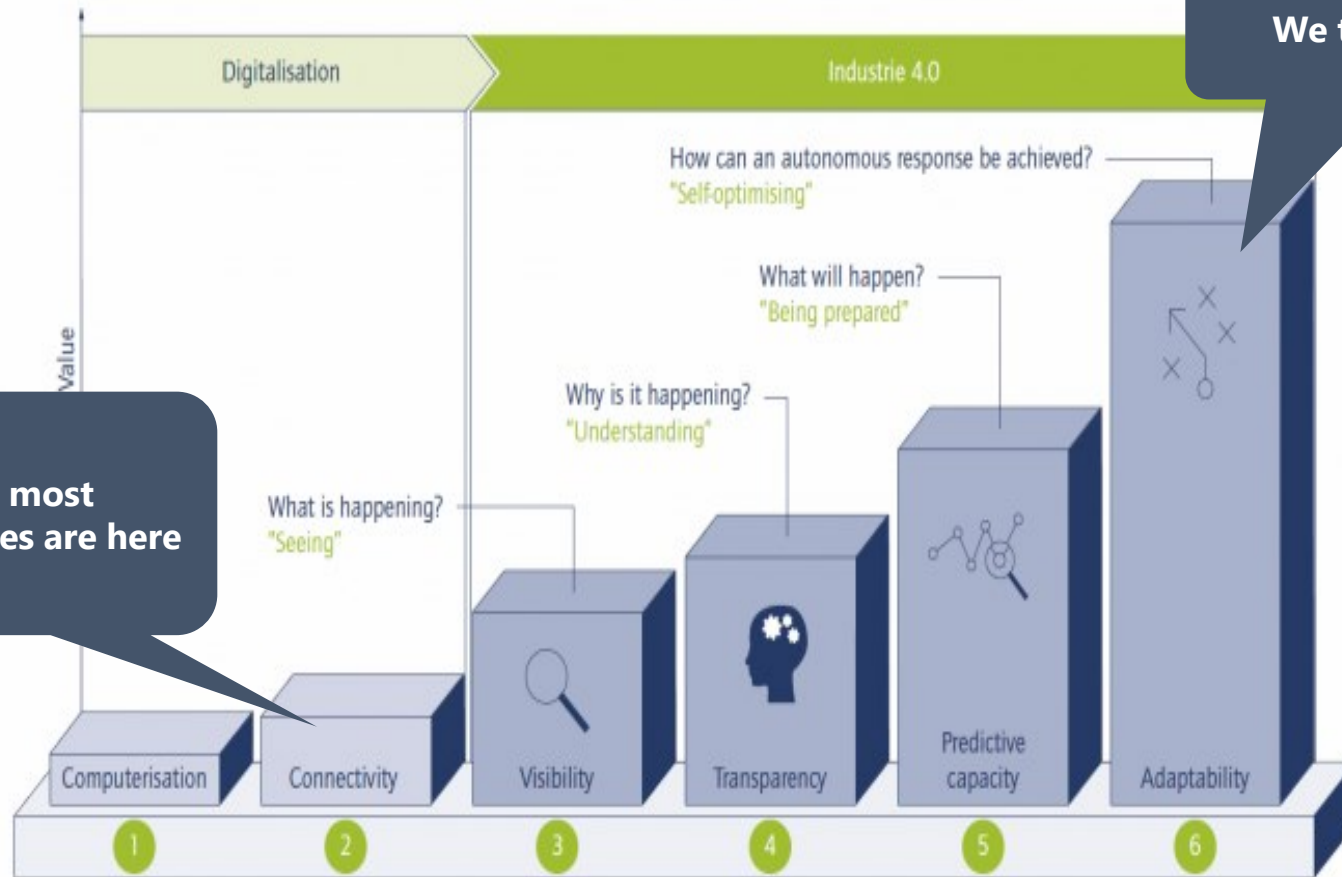 We t
Digitalisation
Industrie 4.0
How can an autonomous response be achieved?
"Self-optimising"
What will happen?
"Being prepared"
Value
Why is it happening?
"Understanding"
most
es are here
What is happening?
"Seeing"
Computerisation
Connectivity
Visibility
Transparency
Predictive
capacity
Adaptability
1
2
3
4
5
6